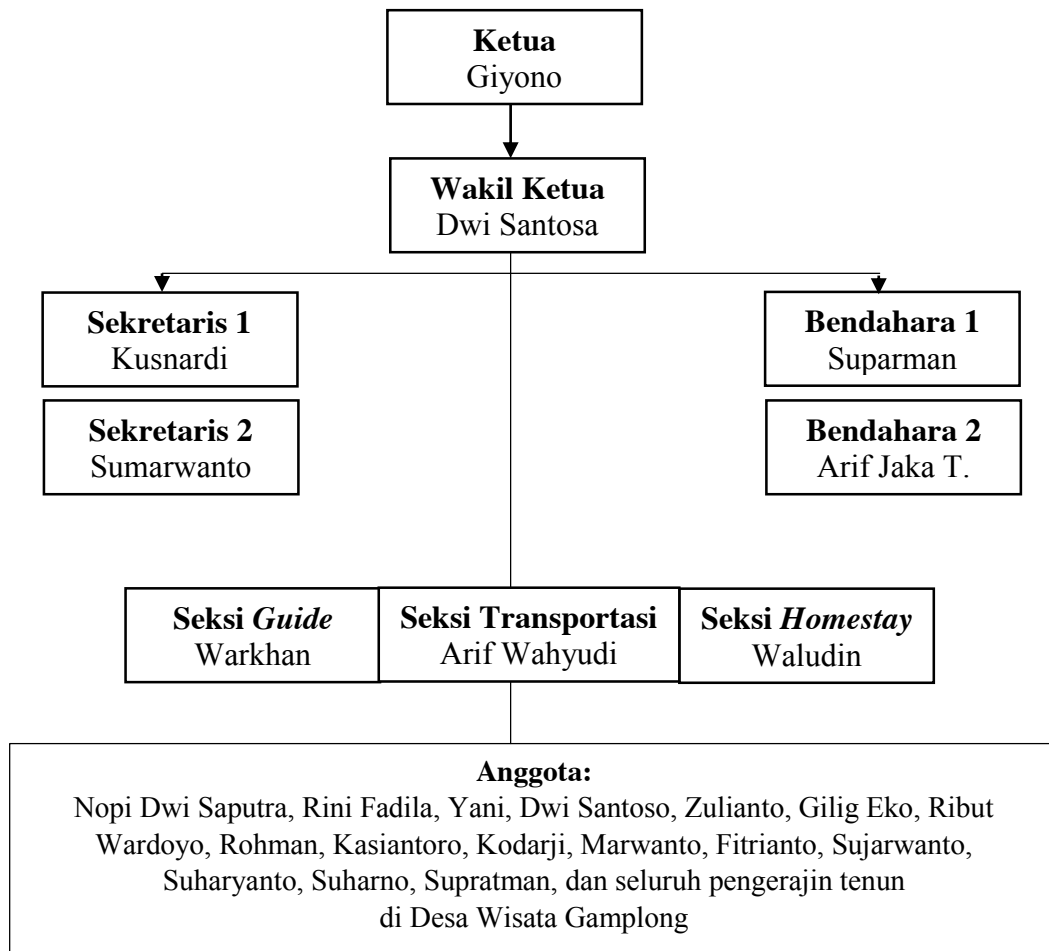 Ketua
Giyono
Wakil Ketua
Dwi Santosa
Sekretaris 1
Kusnardi
Bendahara 1
Suparman
Sekretaris 2
Sumarwanto
Bendahara 2
Arif Jaka T.
Seksi Guide
Warkhan
Seksi Transportasi
Arif Wahyudi
Seksi Homestay
Waludin
Anggota:
Nopi Dwi Saputra, Rini Fadila, Yani, Dwi Santoso, Zulianto, Gilig Eko, Ribut
Wardoyo, Rohman, Kasiantoro, Kodarji, Marwanto, Fitrianto, Sujarwanto,
Suharyanto, Suharno, Supratman, dan seluruh pengerajin tenun
di Desa Wisata Gamplong